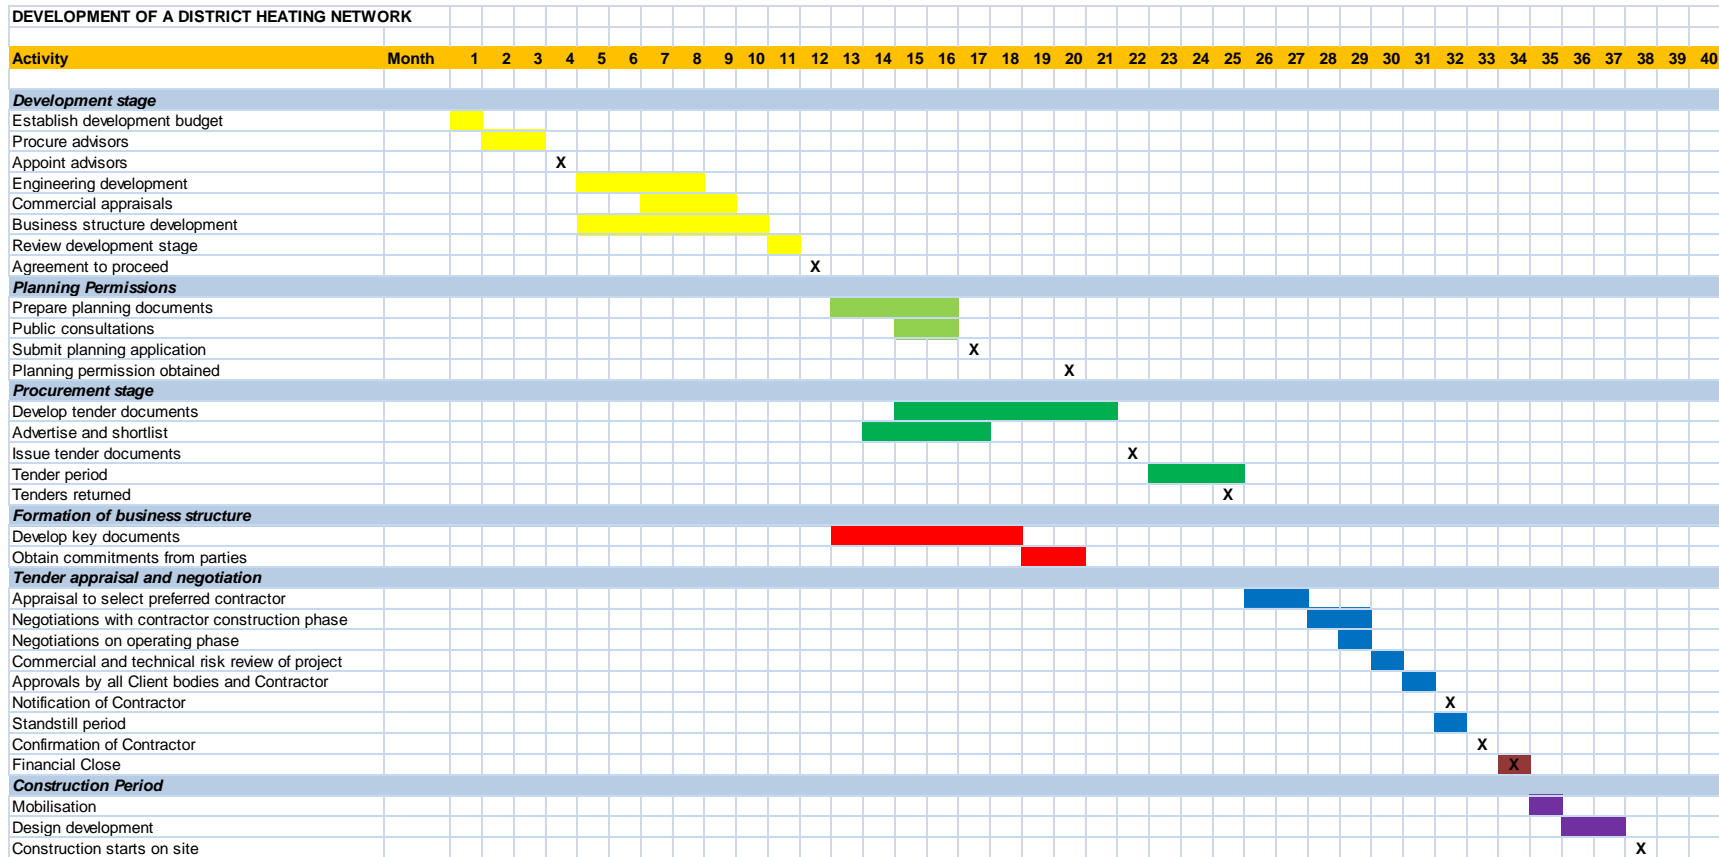 DEVELOPMENT OF A DISTRICT HEATING NETWORK
Activity Month 1 2 3 4 5 6 7 8 9 10 11 12 13 14 15 16 17 18 19 20 21 22 23 24 25 26 27 28 29 30 31 32 33 34 35 36 37 38 39 40
Development stage
Establish development budget
Procure advisors
Appoint advisors X
Engineering development
Commercial appraisals
Business structure development
Review development stage
Agreement to proceed X
Planning Permissions
Prepare planning documents
Public consultations
Submit planning application X
Planning permission obtained X
Procurement stage
Develop tender documents
Advertise and shortlist
Issue tender documents X
Tender period
Tenders returned X
Formation of business structure
Develop key documents
Obtain commitments from parties
Tender appraisal and negotiation
Appraisal to select preferred contractor
Negotiations with contractor construction phase
Negotiations on operating phase
Commercial and technical risk review of project
Approvals by all Client bodies and Contractor
Notification of Contractor X
Standstill period
Confirmation of Contractor X
Financial Close X
Construction Period
Mobilisation
Design development
Construction starts on site X